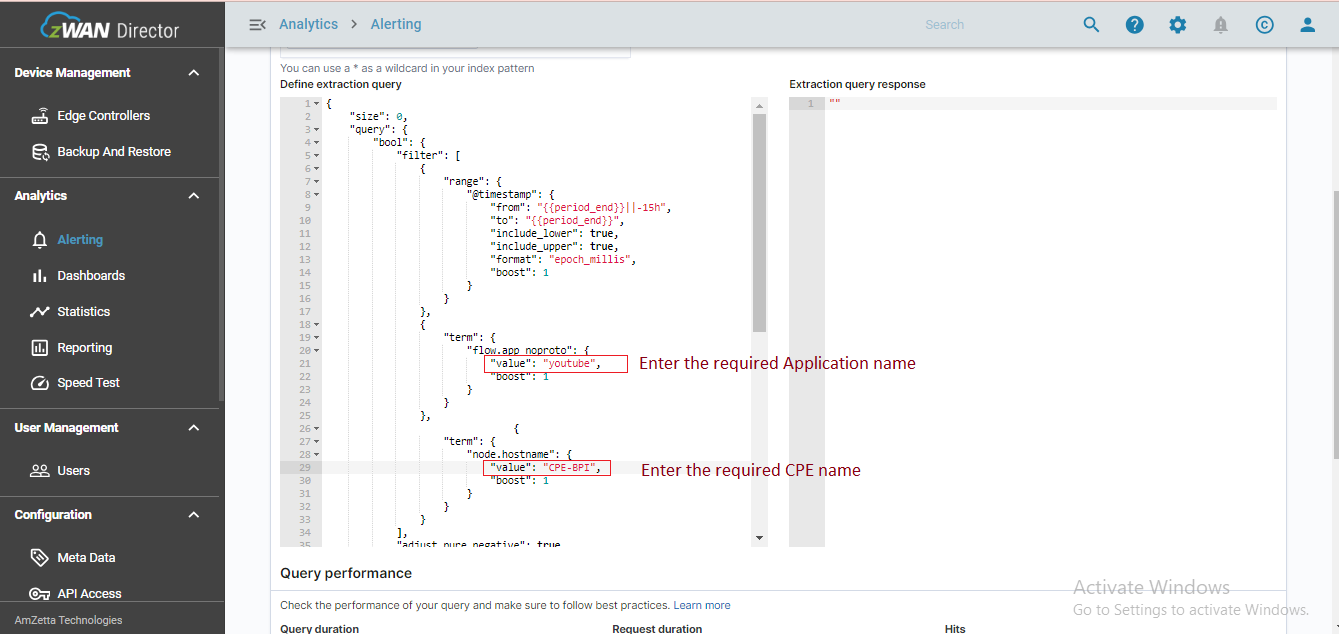 zWAN Director
Analytics > Alerting
Search
Device Management
Edge Controllers
Backup And Restore
Analytics
Alerting
Dashboards
Statistics
Reporting
Speed Test
User Management
Users
Configuration
Meta Data
API Access
AmZetta Technologies
You can use a * as a wildcard in your index pattern
Define extraction query
1 {
2 "size": 0,
3 "query": {
4 "bool": {
5 "filter": [
6 {
7 "range": {
8 "@timestamp": {
9 "from": "{{period_end}}||-15h",
10 "to": "{{period_end}}",
11 "include_lower": true,
12 "include_upper": true,
13 "format": "epoch_millis",
14 "boost": 1
15 }
16 }
17 },
18 {
19 "term": {
20 "flow.app_noproto": {
21 "value": "youtube",
22 "boost": 1
23 }
24 }
25 },
26 {
27 "term": {
28 "node.hostname": {
29 "value": "CPE-BPI",
30 "boost": 1
31 }
32 }
33 }
34 ],
35 "adjust_pure_negative": true
Enter the required Application name
Enter the required CPE name
Extraction query response
1 ""
Query performance
Check the performance of your query and make sure to follow best practices. Learn more
Query duration
Request duration
Hits
Activate Windows
Go to Settings to activate Windows.